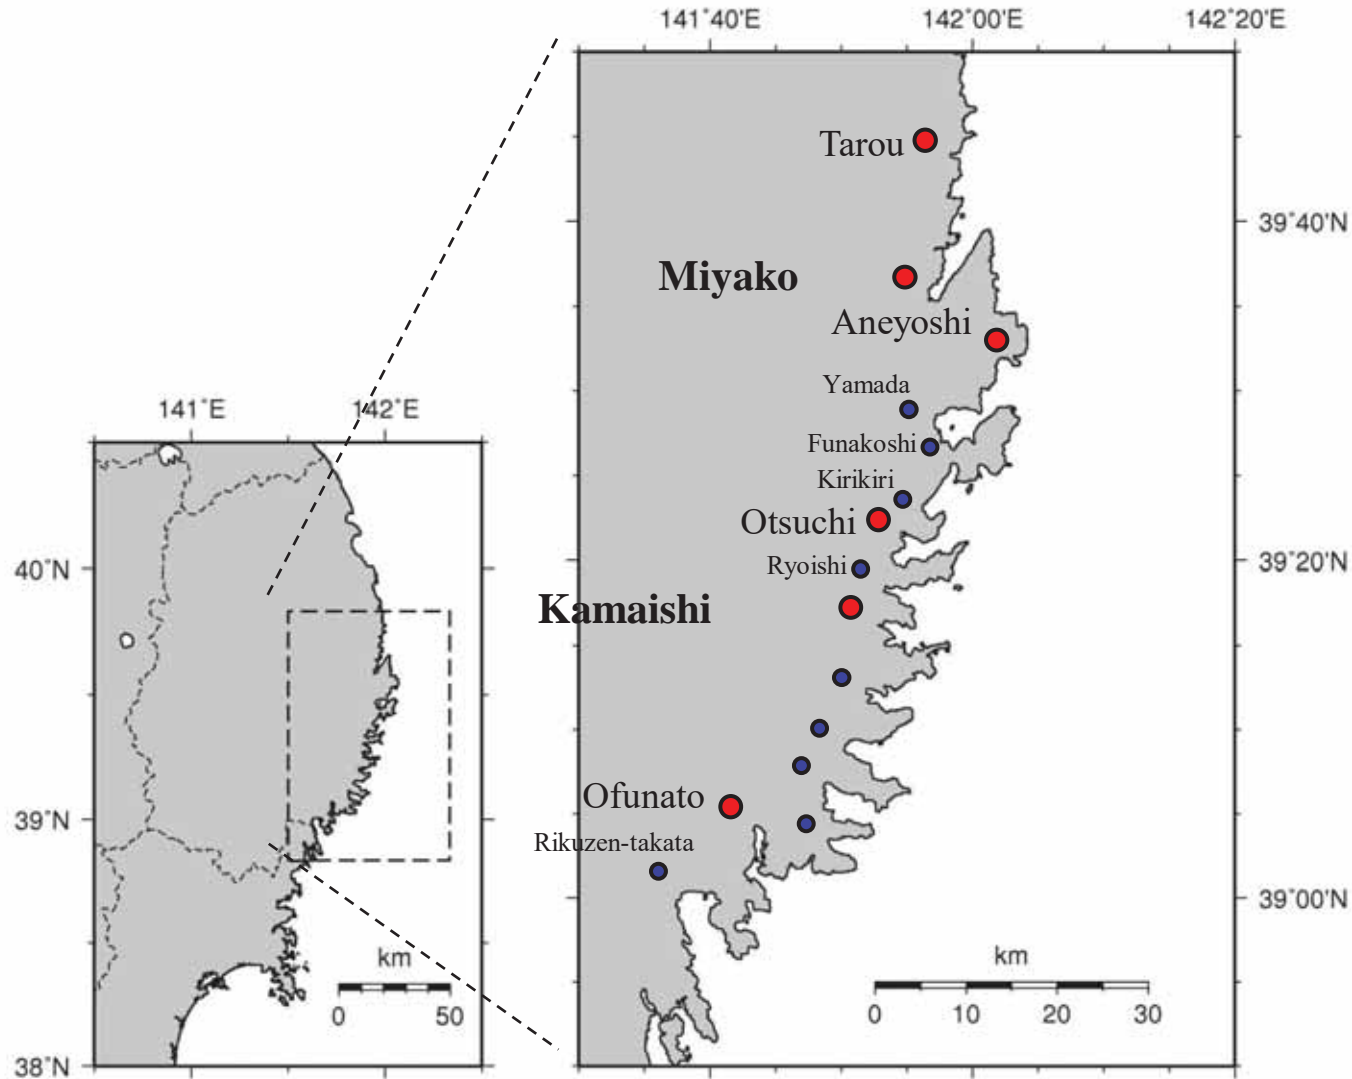 141°40'E 142°00'E 142°20'E
Tarou
39°40'N
Miyako
Aneyoshi
Yamada
141°E 142°E
Funakoshi
Kirikiri
Otsuchi
39°20'N
Ryoishi
40°N
Kamaishi
Ofunato
39°N
Rikuzen-takata
39°00'N
km
km
0 50
0 10 20 30
38°N